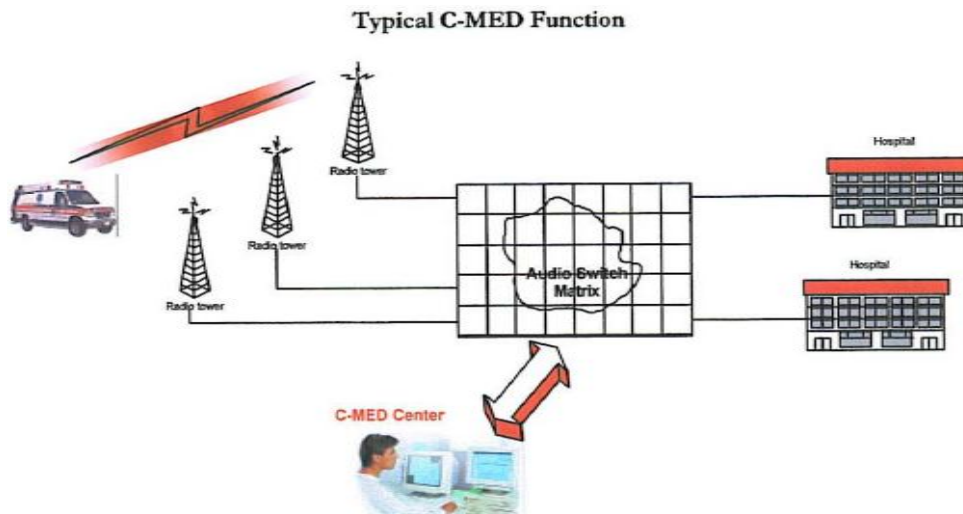 Typical C-MED Function
Radio tower
Radio tower
Radio tower
Hospital
Audio Switch
Matrix
Hospital
C-MED Center